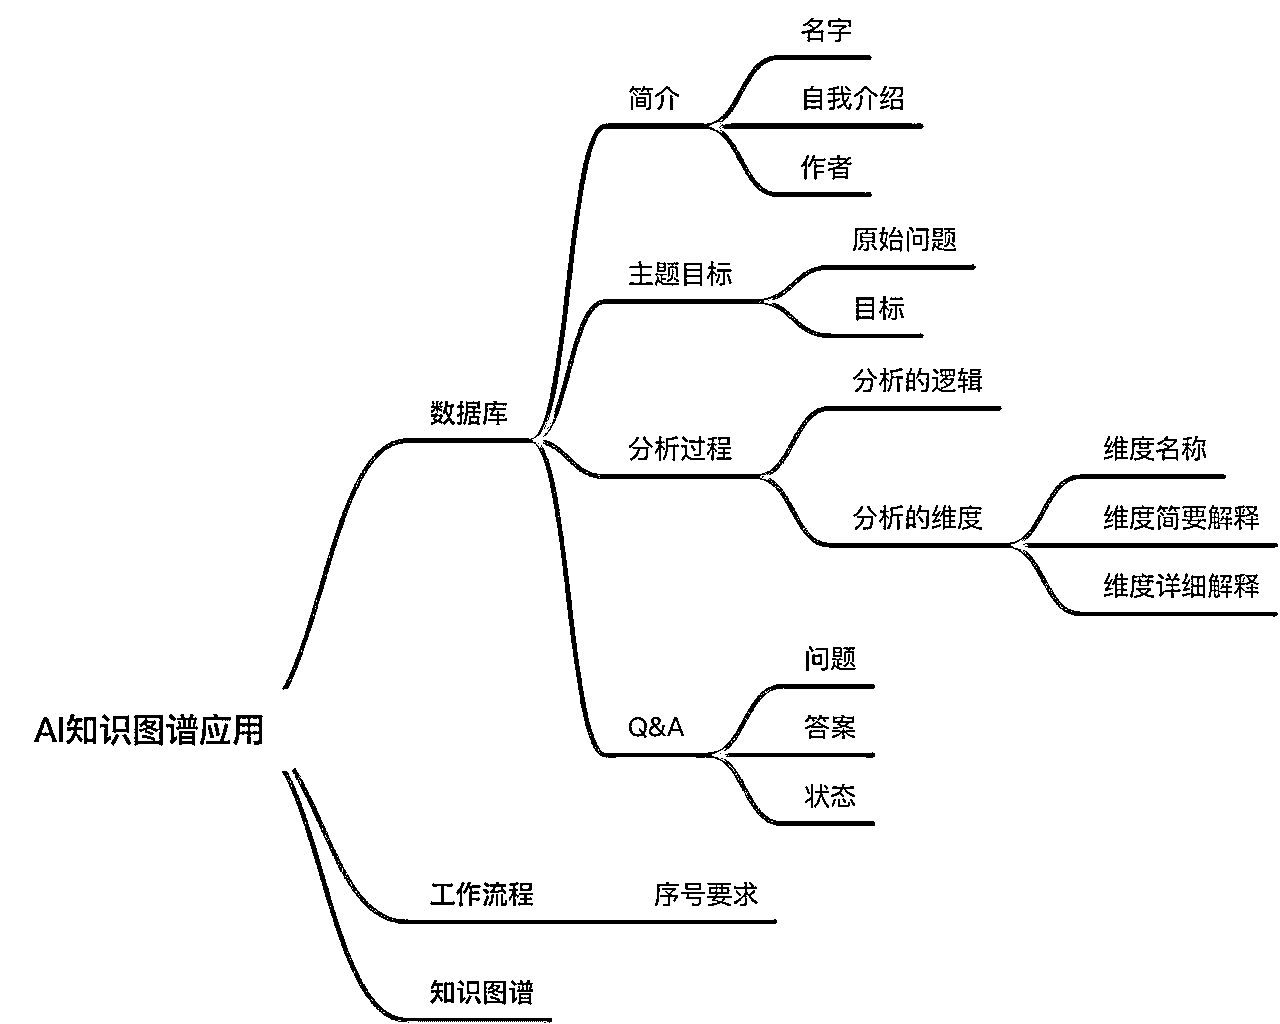 名字
简介
自我介绍
作者
原始问题
主题目标
目标
分析的逻辑
数据库
分析过程
维度名称
分析的维度
维度简要解释
维度详细解释
问题
AI知识图谱应用
Q&A
答案
状态
工作流程
序号要求
知识图谱